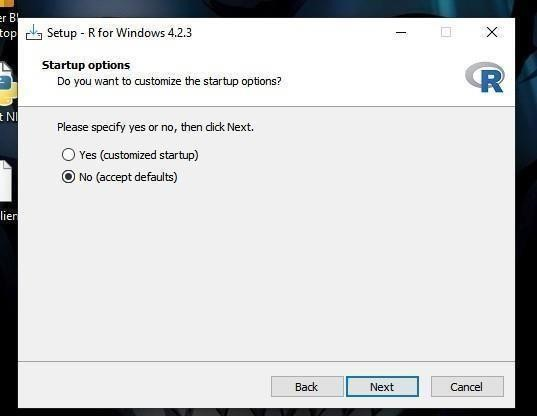 Setup - R for Windows 4.2.3
Startup options
Do you want to customize the startup options?
R
Please specify yes or no, then click Next.
Yes (customized startup)
No (accept defaults)
Back
Next
Cancel